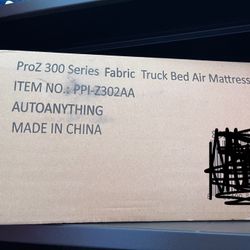 ProZ 300 Series Fabric Truck Bed Air Mattress
ITEM NO.: PPI-Z302AA
AUTOANYTHING
MADE IN CHINA